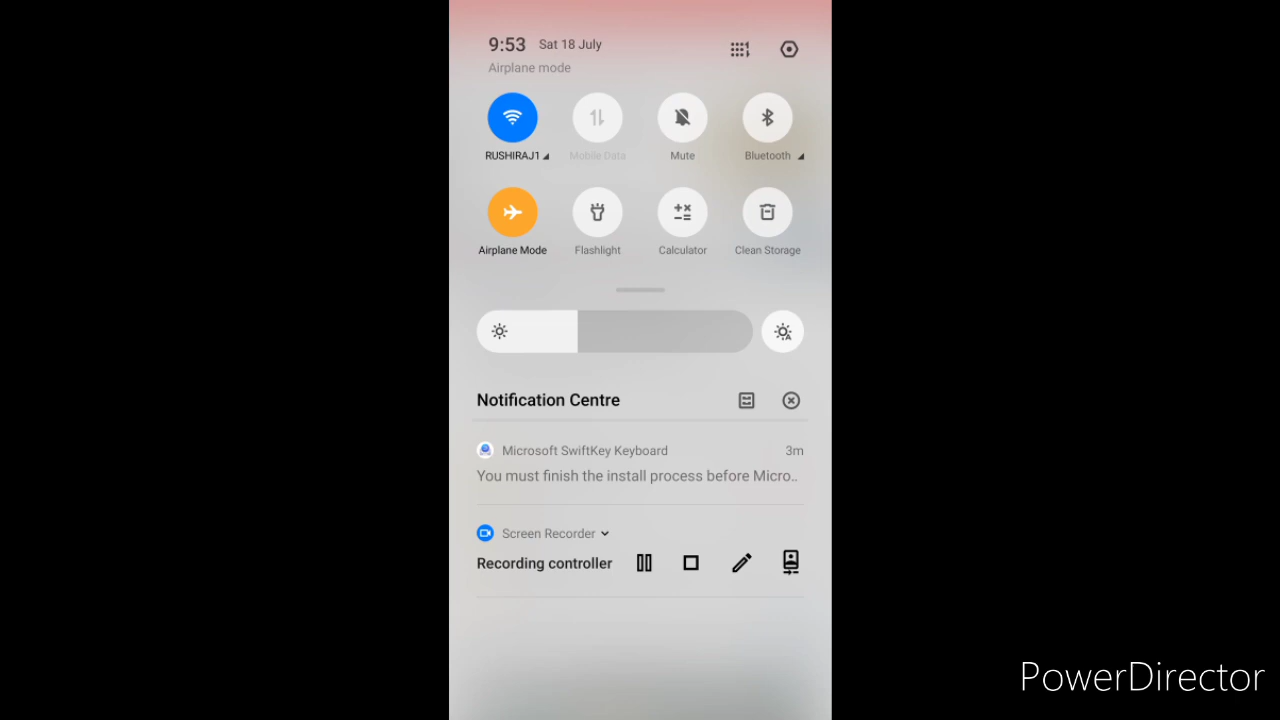 9:53 Sat 18 July
Airplane mode
RUSHIRAJ1 Mobile Data Mute Bluetooth
Airplane Mode Flashlight Calculator Clean Storage
Notification Centre
Microsoft SwiftKey Keyboard 3m
You must finish the install process before Micro..
Screen Recorder
Recording controller
PowerDirector